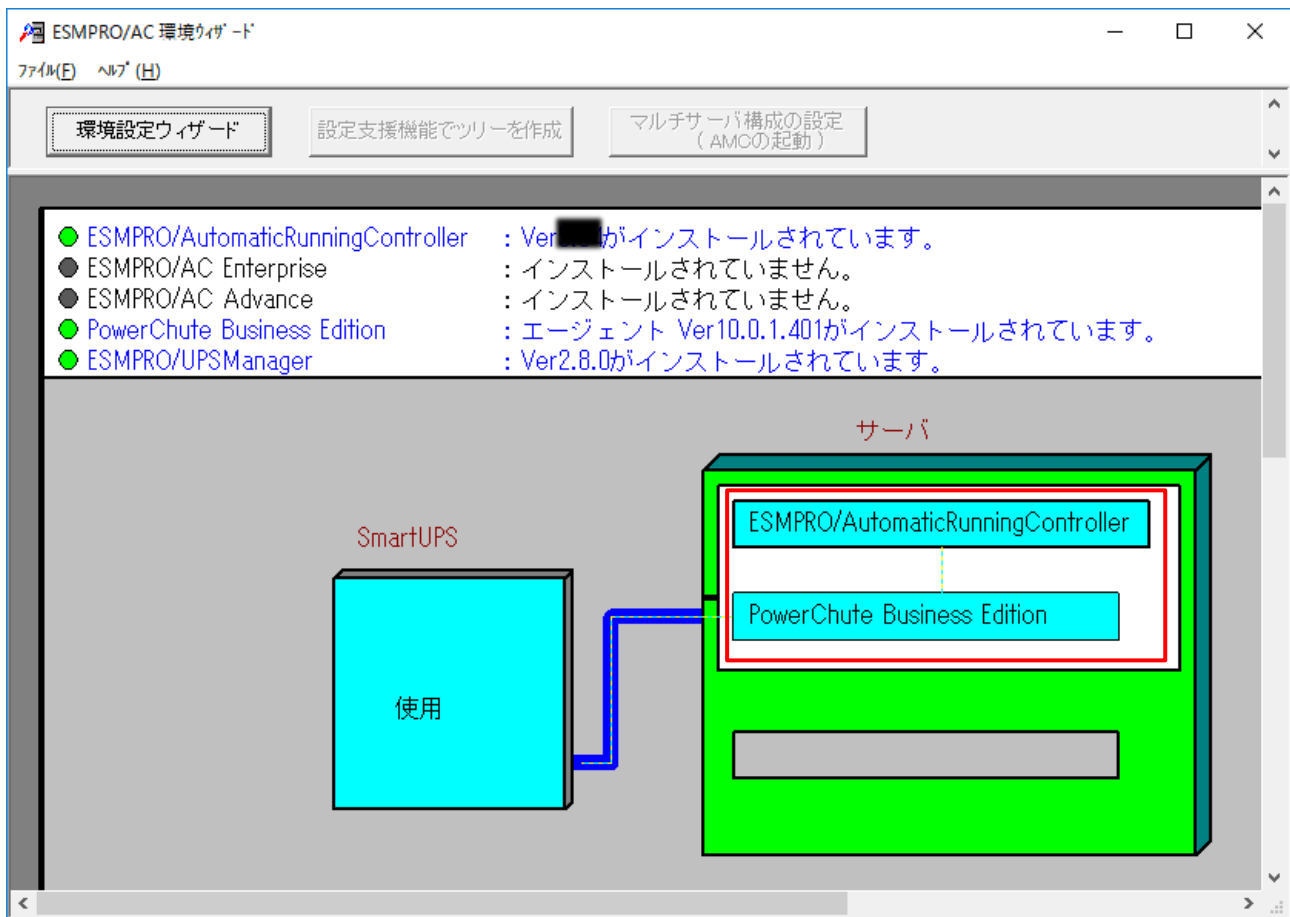 ESMPRO/AC 環境ｳｨｻﾞｰﾄﾞ
ﾌｧｲﾙ(F) ﾍﾙﾌﾟ(H)
環境設定ウィザード
設定支援機能でツリーを作成
マルチサーバ構成の設定
( AMCの起動 )
ESMPRO/AutomaticRunningController : Ver がインストールされています。
ESMPRO/AC Enterprise : インストールされていません。
ESMPRO/AC Advance : インストールされていません。
PowerChute Business Edition : エージェント Ver10.0.1.401がインストールされています。
ESMPRO/UPSManager : Ver2.8.0がインストールされています。
サーバ
ESMPRO/AutomaticRunningController
SmartUPS
PowerChute Business Edition
使用